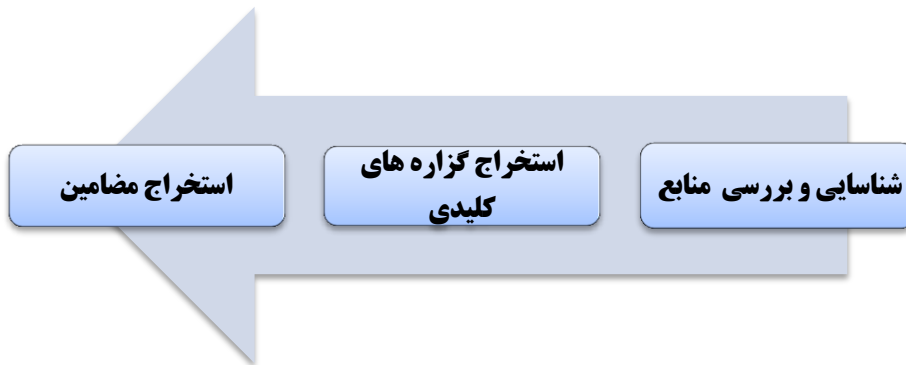 شناسایی و بررسی منابع
استخراج گزاره های
کلیدی
استخراج مضامین